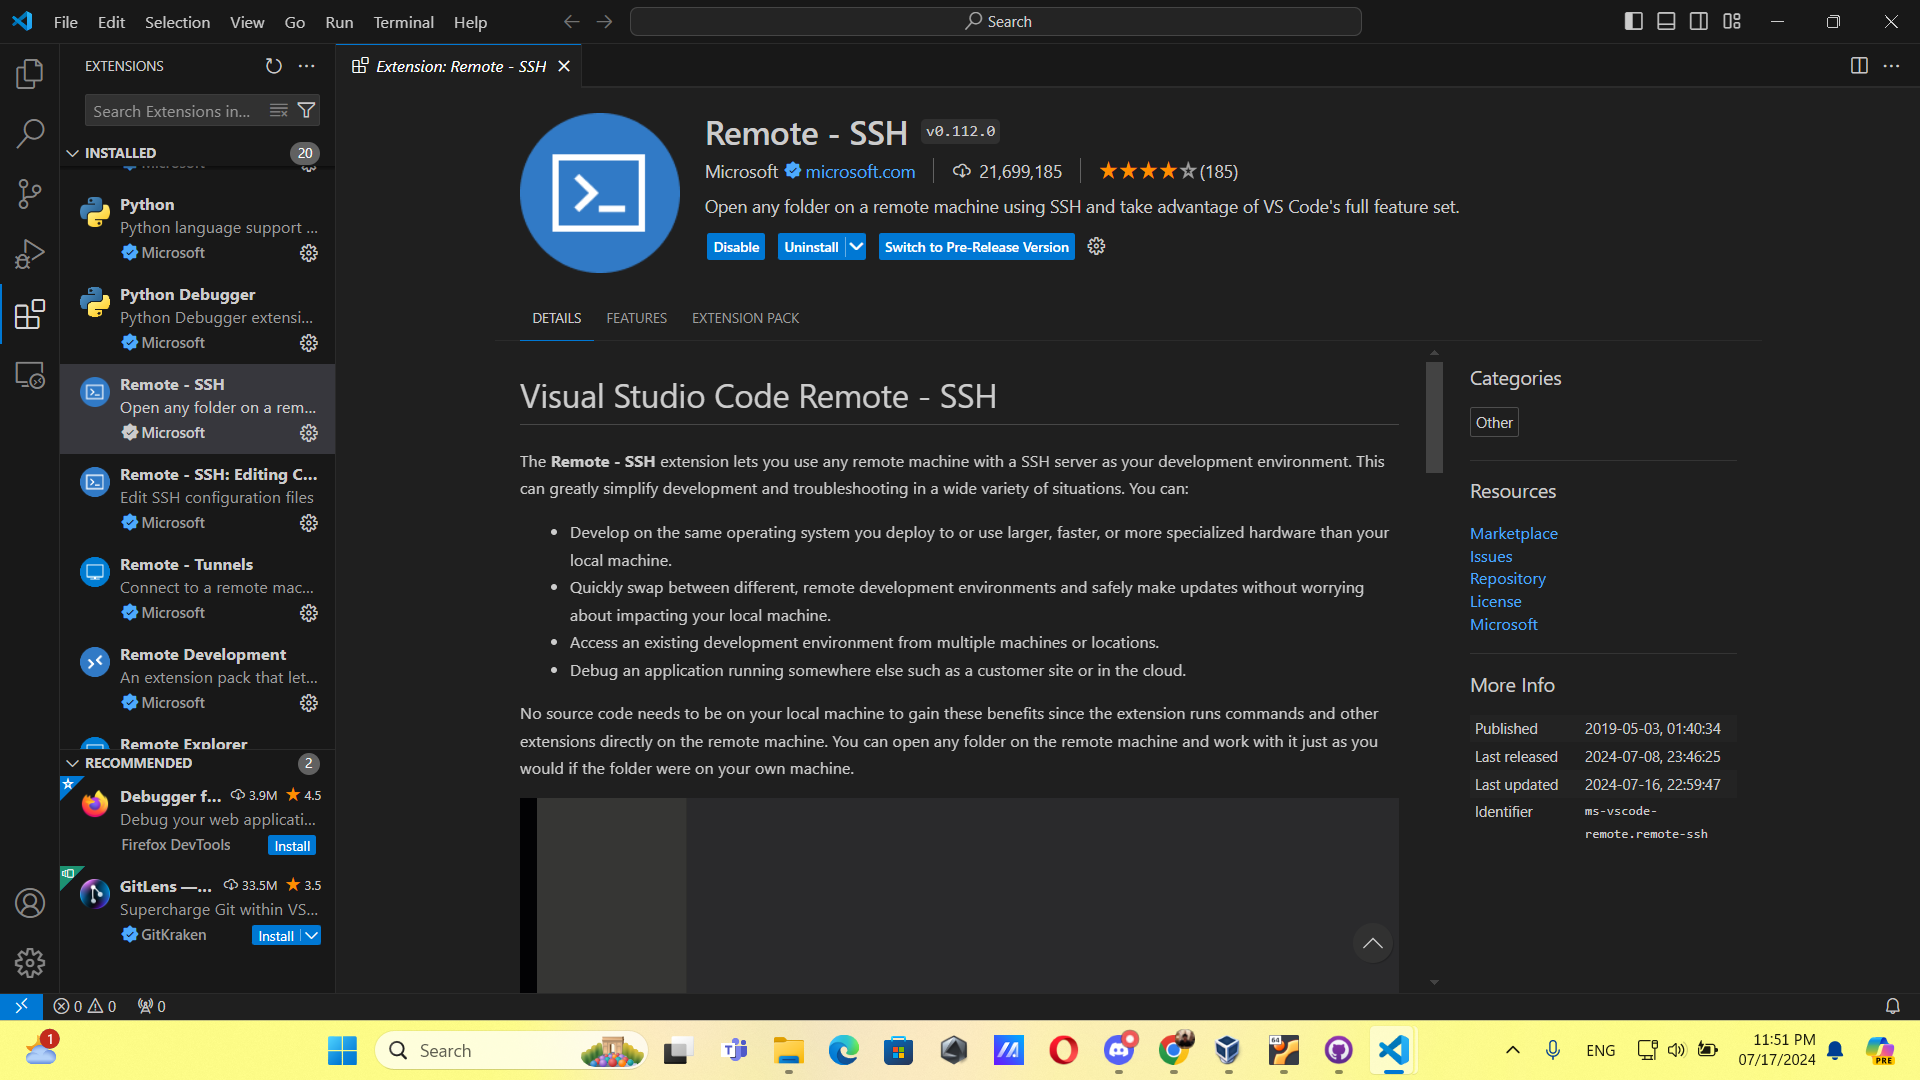 File Edit Selection View Go Run Terminal Help
Search
EXTENSIONS
Search Extensions in...
INSTALLED 20
Python
Python language support ...
Microsoft
Python Debugger
Python Debugger extensi...
Microsoft
Remote - SSH
Open any folder on a rem...
Microsoft
Remote - SSH: Editing C...
Edit SSH configuration files
Microsoft
Remote - Tunnels
Connect to a remote mac...
Microsoft
Remote Development
An extension pack that let...
Microsoft
Remote Explorer
RECOMMENDED 2
Debugger f... 3.9M 4.5
Debug your web applicati...
Firefox DevTools Install
GitLens —... 33.5M 3.5
Supercharge Git within VS...
GitKraken Install
Extension: Remote - SSH
Remote - SSH v0.112.0
Microsoft microsoft.com 21,699,185 (185)
Open any folder on a remote machine using SSH and take advantage of VS Code's full feature set.
Disable Uninstall Switch to Pre-Release Version
DETAILS FEATURES EXTENSION PACK
Visual Studio Code Remote - SSH
The Remote - SSH extension lets you use any remote machine with a SSH server as your development environment. This
can greatly simplify development and troubleshooting in a wide variety of situations. You can:
• Develop on the same operating system you deploy to or use larger, faster, or more specialized hardware than your
local machine.
• Quickly swap between different, remote development environments and safely make updates without worrying
about impacting your local machine.
• Access an existing development environment from multiple machines or locations.
• Debug an application running somewhere else such as a customer site or in the cloud.
No source code needs to be on your local machine to gain these benefits since the extension runs commands and other
extensions directly on the remote machine. You can open any folder on the remote machine and work with it just as you
would if the folder were on your own machine.
Categories
Other
Resources
Marketplace
Issues
Repository
License
Microsoft
More Info
Published 2019-05-03, 01:40:34
Last released 2024-07-08, 23:46:25
Last updated 2024-07-16, 22:59:47
Identifier ms-vscode-
remote.remote-ssh
0 0 0
1
Search
64
ENG
11:51 PM
07/17/2024
PRE